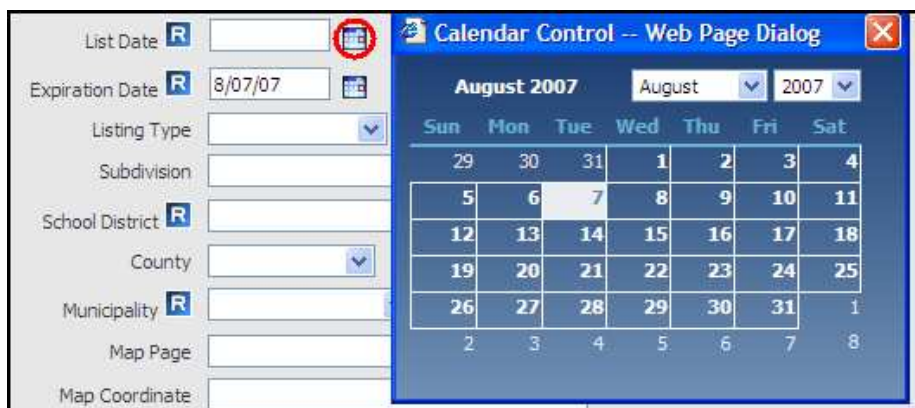 List Date R
Expiration Date R 8/07/07
Listing Type
Subdivision
School District R
County
Municipality R
Map Page
Map Coordinate
Calendar Control -- Web Page Dialog
August 2007 August 2007
Sun Mon Tue Wed Thu Fri Sat
29 30 31 1 2 3 4
5 6 7 8 9 10 11
12 13 14 15 16 17 18
19 20 21 22 23 24 25
26 27 28 29 30 31 1
2 3 4 5 6 7 8